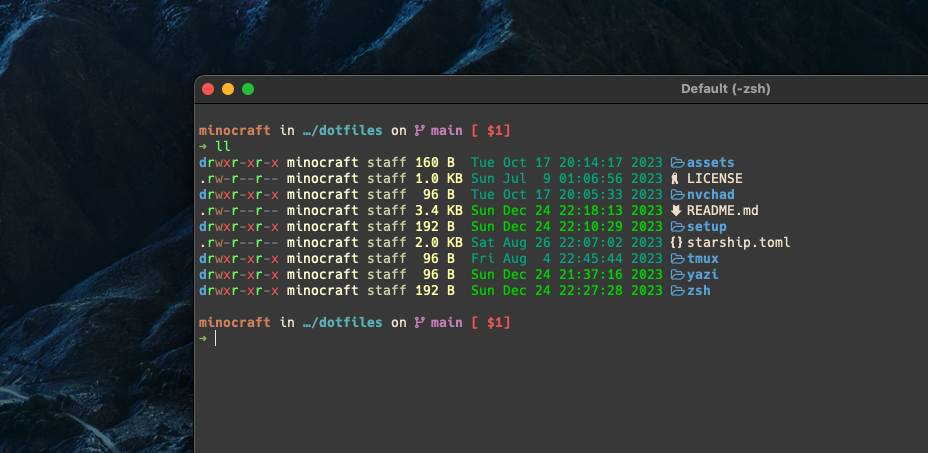 Default (-zsh)
minocraft in …/dotfiles on main [ $1]
➜ ll
drwxr-xr-x minocraft staff 160 B Tue Oct 17 20:14:17 2023 assets
.rw-r--r-- minocraft staff 1.0 KB Sun Jul 9 01:06:56 2023 LICENSE
drwxr-xr-x minocraft staff 96 B Tue Oct 17 20:05:33 2023 nvchad
.rw-r--r-- minocraft staff 3.4 KB Sun Dec 24 22:18:13 2023 README.md
drwxr-xr-x minocraft staff 192 B Sun Dec 24 22:10:29 2023 setup
.rw-r--r-- minocraft staff 2.0 KB Sat Aug 26 22:07:02 2023 {} starship.toml
drwxr-xr-x minocraft staff 96 B Fri Aug 4 22:45:44 2023 tmux
drwxr-xr-x minocraft staff 96 B Sun Dec 24 21:37:16 2023 yazi
drwxr-xr-x minocraft staff 192 B Sun Dec 24 22:27:28 2023 zsh
minocraft in …/dotfiles on main [ $1]
➜